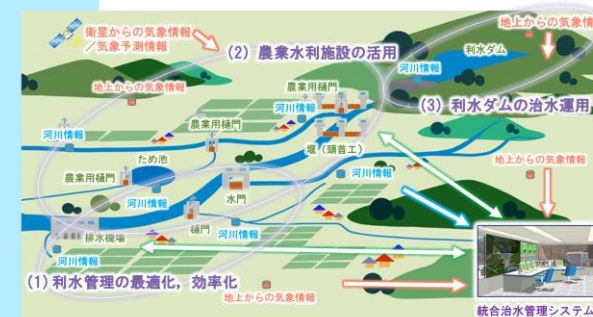 衛星からの気象情報
／気象予測情報
地上からの気象情
利水ダム
(2) 農業水利施設の活用
河川情報
地上からの気象情報
農業用樋門
河川情報
(3) 利水ダムの治水運用
河川情報
農業用樋門
堰（頭首工）
ため池
地上からの気象情報
農業用樋門
水門
河川情報
樋門
河川情報
排水機場
河川情報
(1) 利水管理の最適化，効率化
地上からの気象情報
統合治水管理システム